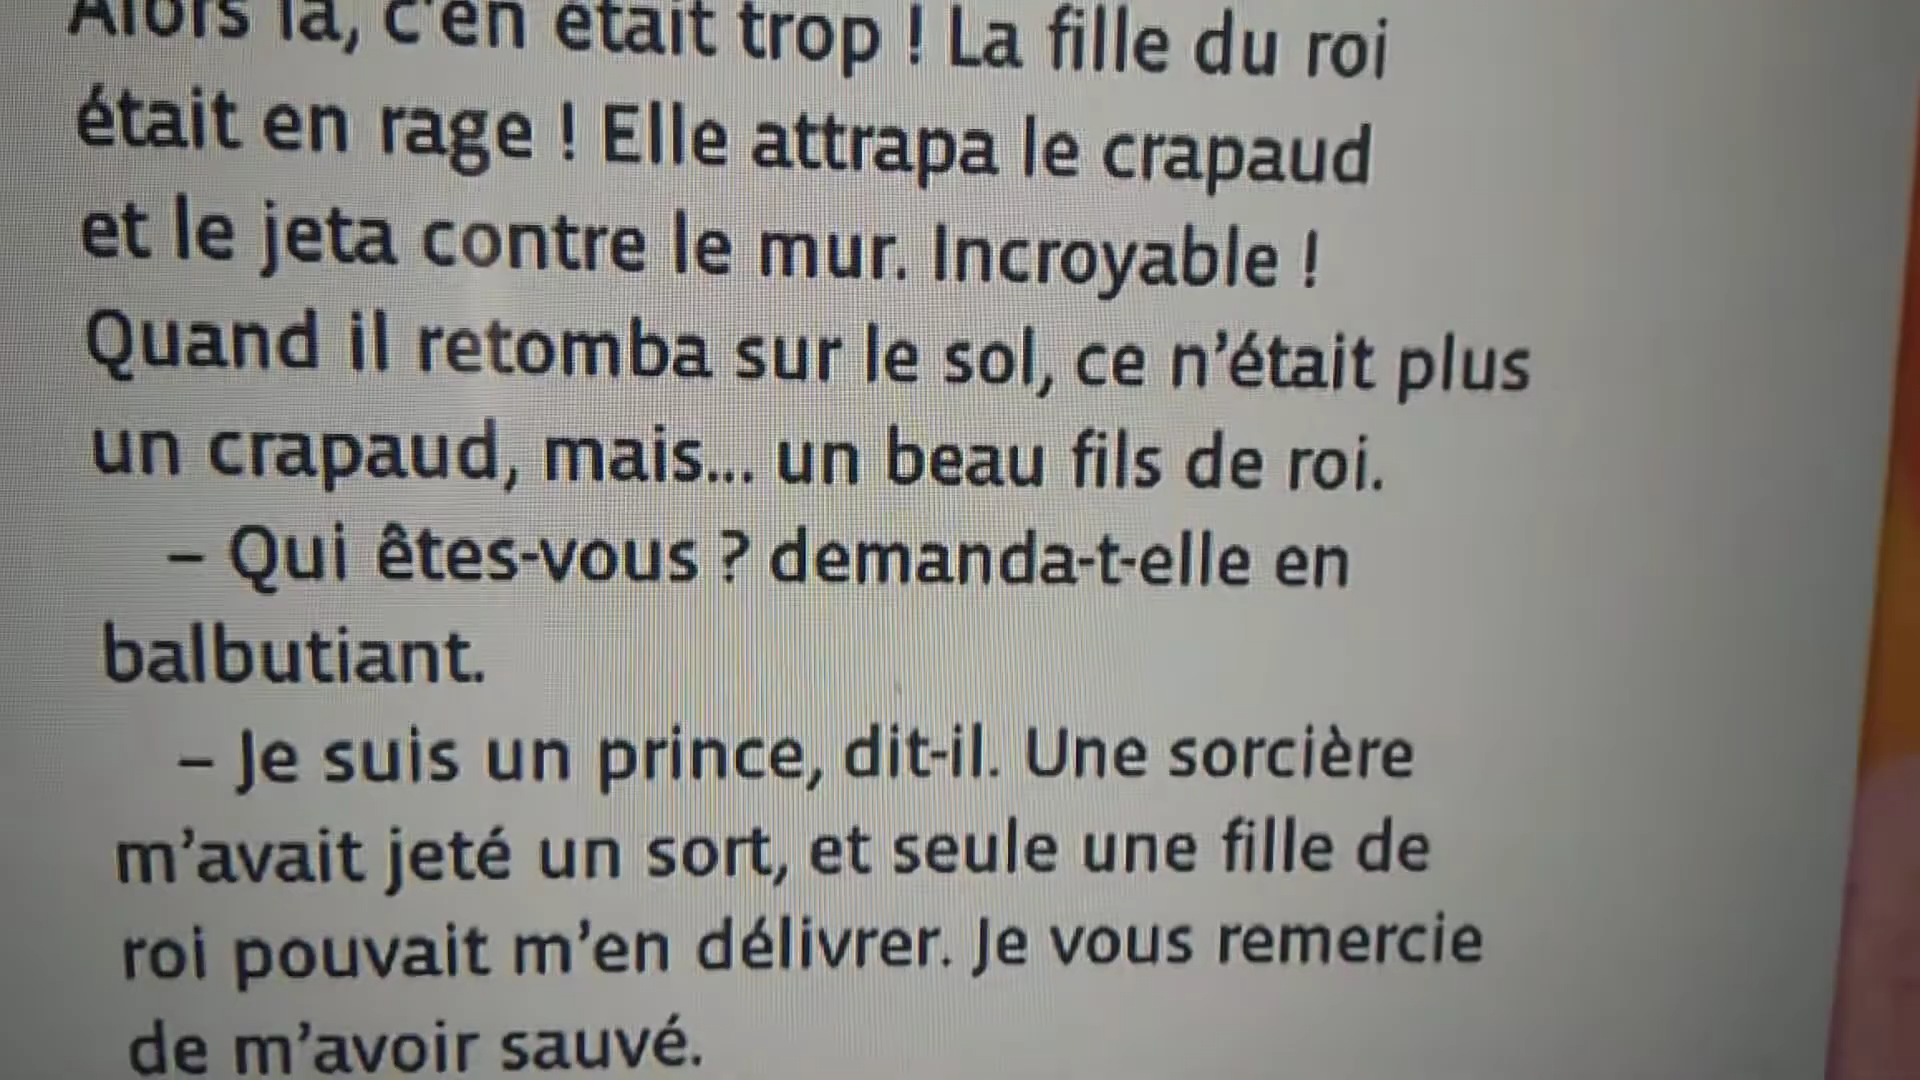 Alors là, c'en était trop ! La fille du roi
était en rage ! Elle attrapa le crapaud
et le jeta contre le mur. Incroyable !
Quand il retomba sur le sol, ce n'était plus
un crapaud, mais... un beau fils de roi.
– Qui êtes-vous ? demanda-t-elle en
balbutiant.
– Je suis un prince, dit-il. Une sorcière
m'avait jeté un sort, et seule une fille de
roi pouvait m'en délivrer. Je vous remercie
de m'avoir sauvé.